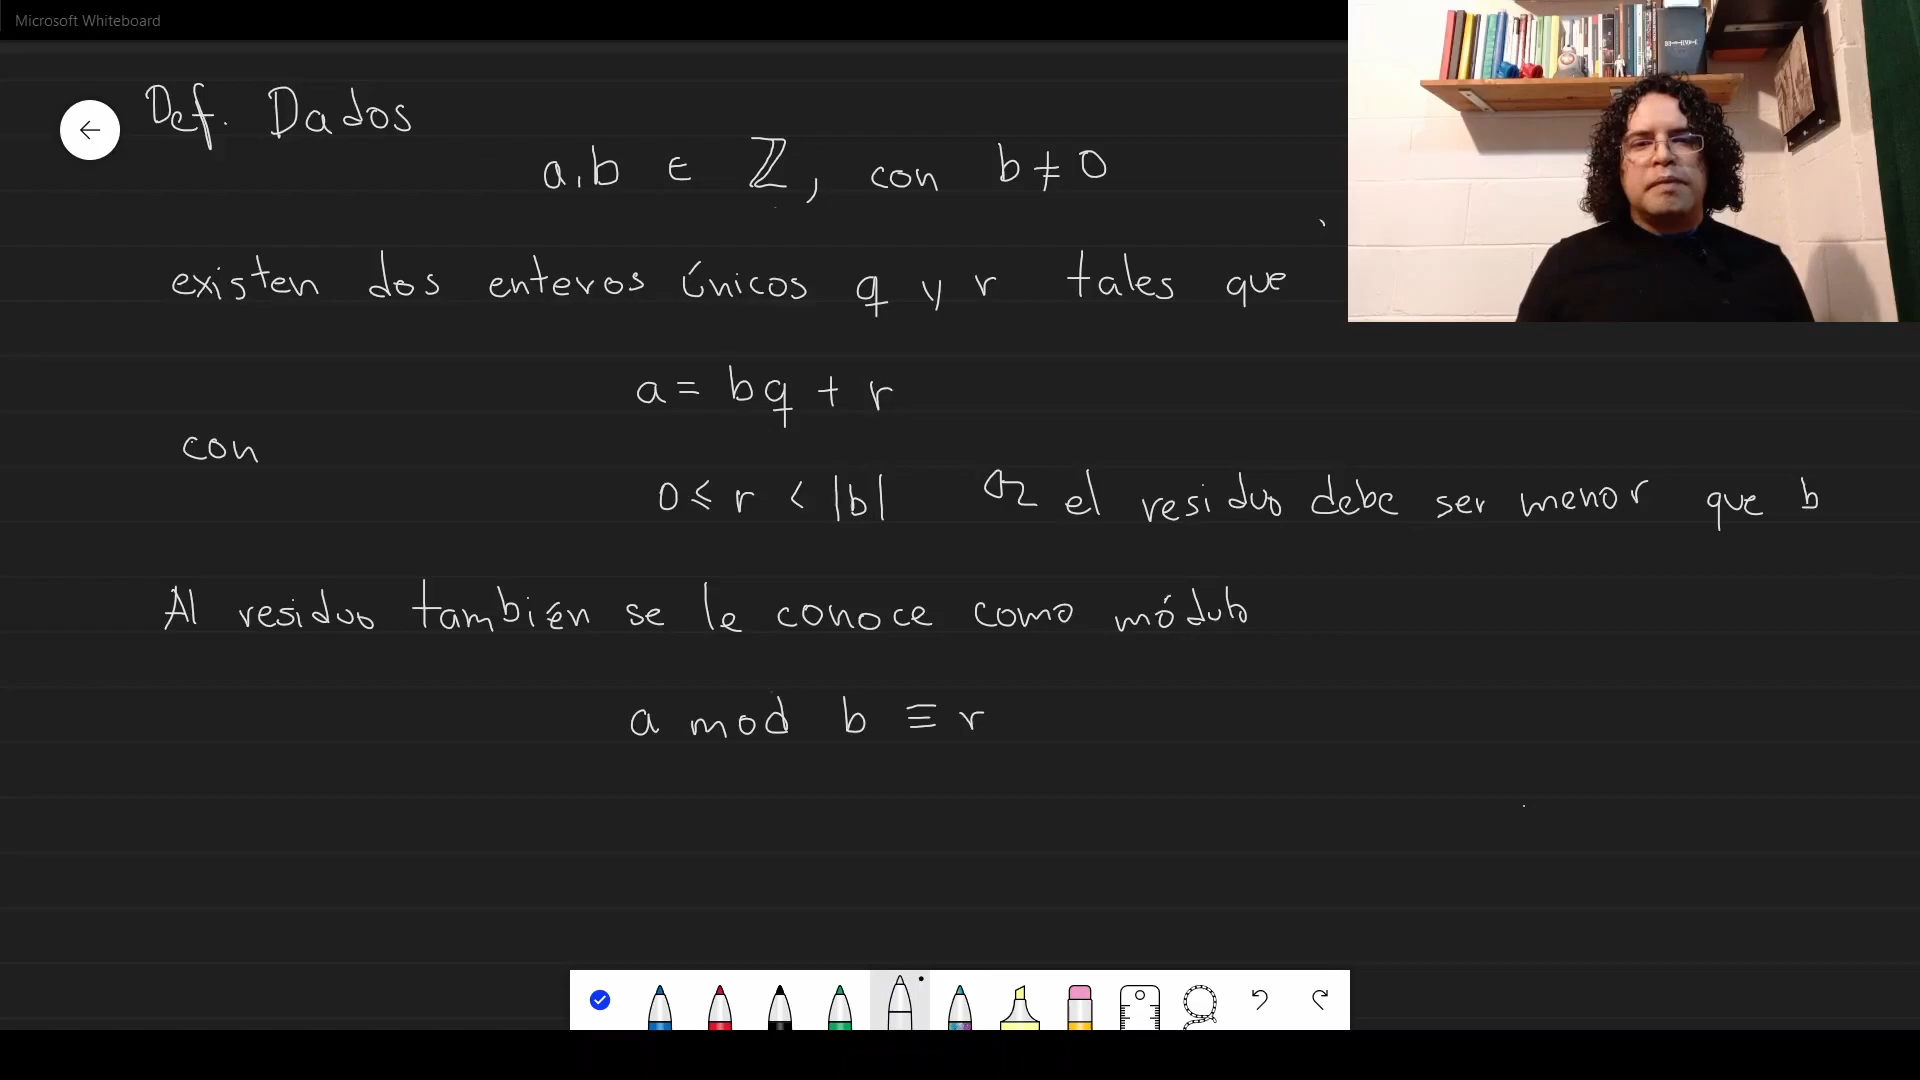 Microsoft Whiteboard
Def. Dados
a,b ∈ ℤ, con b ≠ 0
existen dos enteros únicos q y r tales que
a = bq + r
con
0 ≤ r < |b| el residuo debe ser menor que b
Al residuo también se le conoce como módulo
a mod b ≡ r